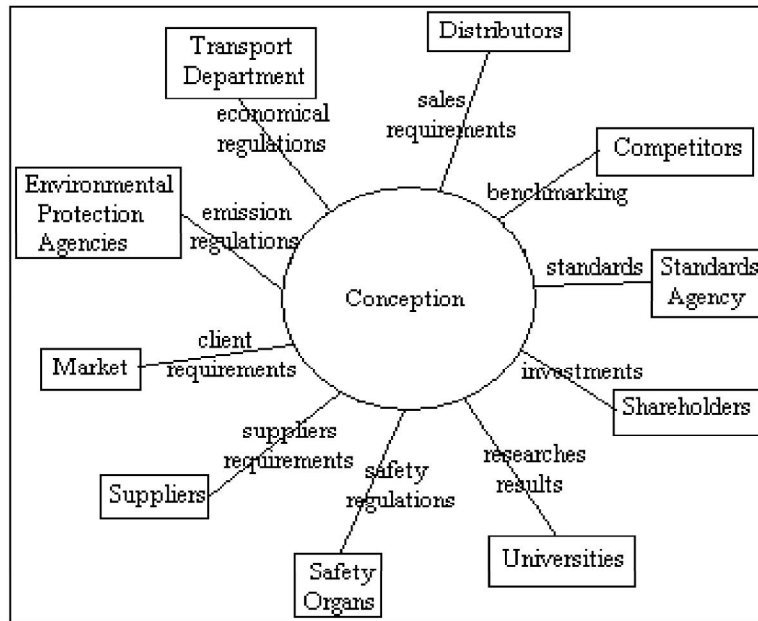 Distributors
Transport
Department
sales
requirements
economical
regulations
Competitors
benchmarking
Environmental
Protection
Agencies
emission
regulations
standards
Standards
Agency
Conception
client
requirements
Market
investments
Shareholders
suppliers
requirements
Suppliers
safety
regulations
researches
results
Safety
Organs
Universities